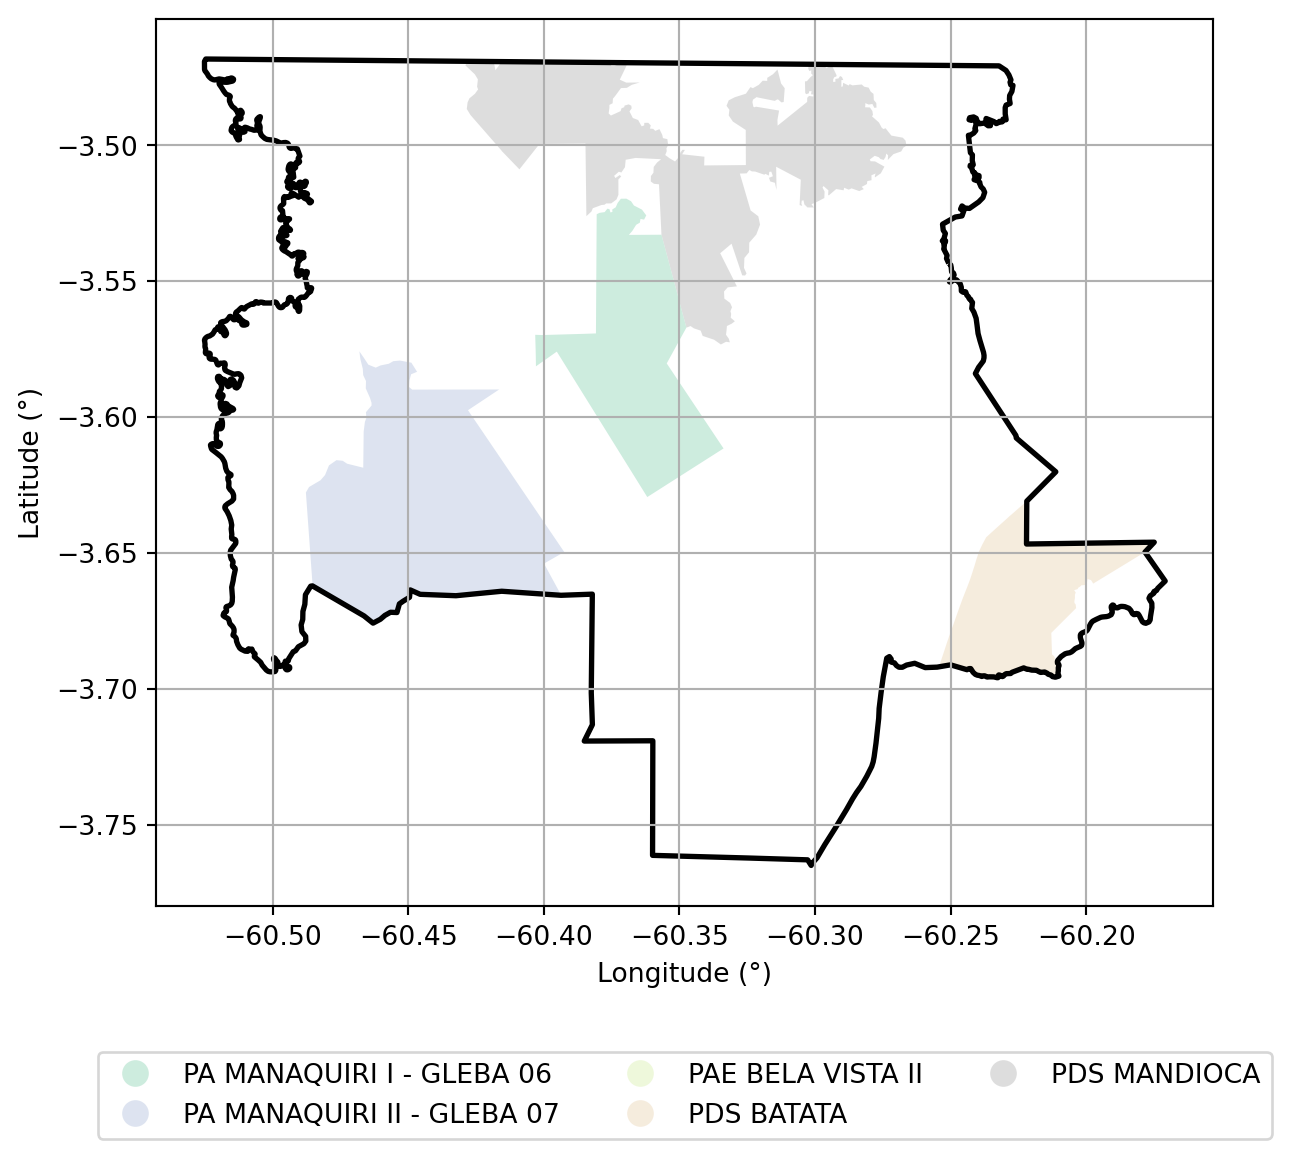 −3.50
−3.55
−3.60
−3.65
−3.70
−3.75
Latitude (°)
−60.50 −60.45 −60.40 −60.35 −60.30 −60.25 −60.20
Longitude (°)
PA MANAQUIRI I - GLEBA 06 PAE BELA VISTA II PDS MANDIOCA
PA MANAQUIRI II - GLEBA 07 PDS BATATA